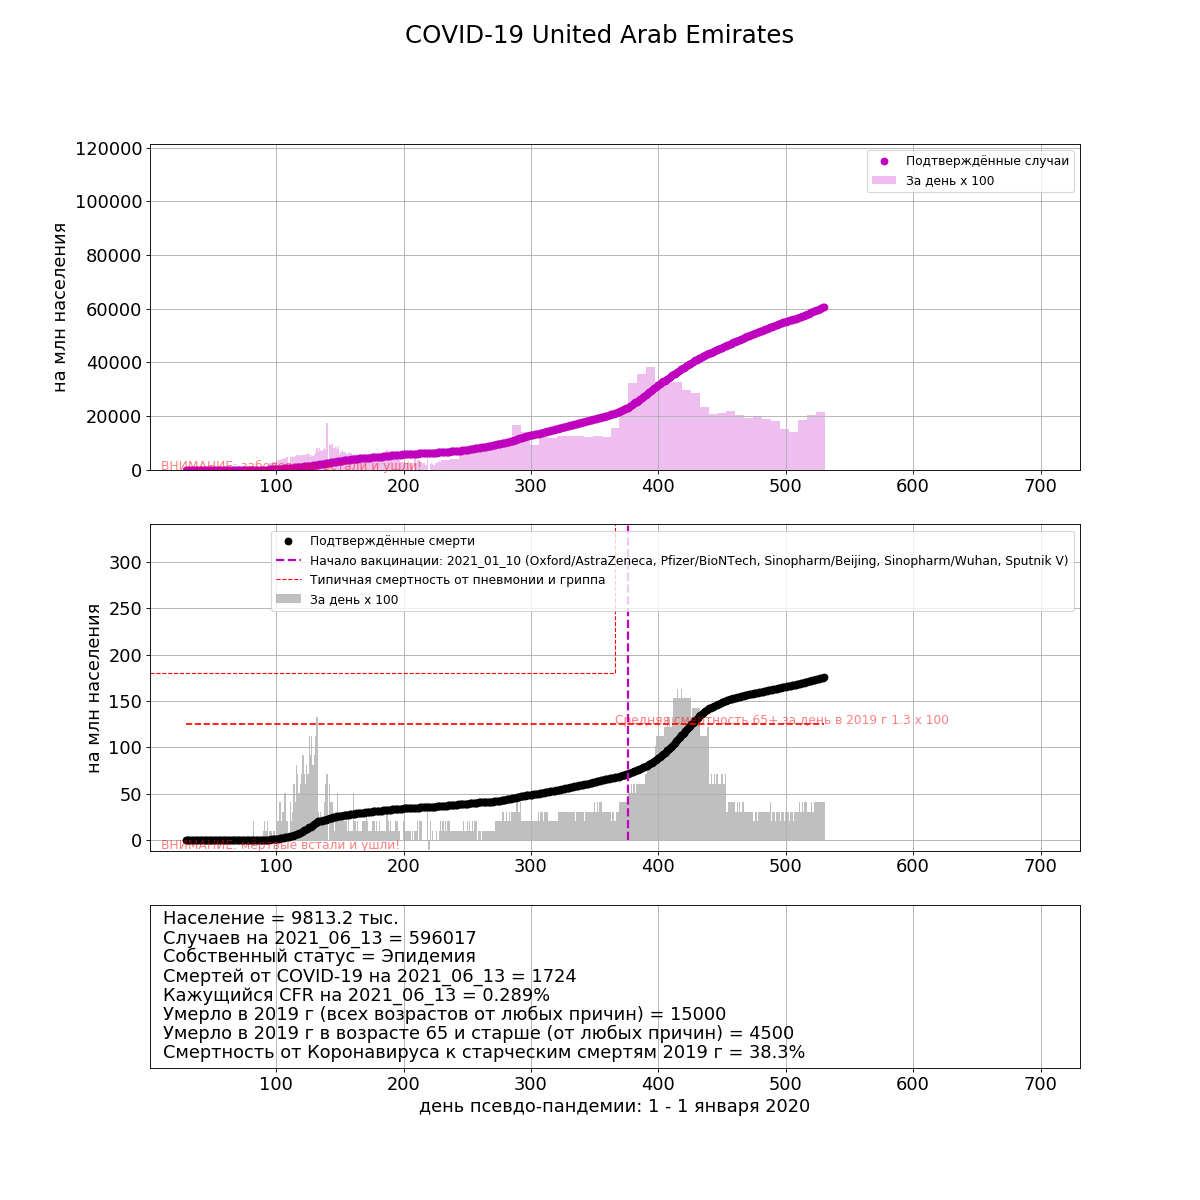 COVID-19 United Arab Emirates
120000
100000
80000
60000
40000
20000
0
на млн населения
Подтверждённые случаи
За день x 100
ВНИМАНИЕ: встали и ушли!
100 200 300 400 500 600 700
300
250
200
150
100
50
0
на млн населения
Подтверждённые смерти
Начало вакцинации: 2021_01_10 (Oxford/AstraZeneca, Pfizer/BioNTech, Sinopharm/Beijing, Sinopharm/Wuhan, Sputnik V)
Типичная смертность от пневмонии и гриппа
За день x 100
Средняя смертность 65+ за день в 2019 г 1.3 x 100
ВНИМАНИЕ: мертвые встали и ушли!
100 200 300 400 500 600 700
Население = 9813.2 тыс.
Случаев на 2021_06_13 = 596017
Собственный статус = Эпидемия
Смертей от COVID-19 на 2021_06_13 = 1724
Кажущийся CFR на 2021_06_13 = 0.289%
Умерло в 2019 г (всех возрастов от любых причин) = 15000
Умерло в 2019 г в возрасте 65 и старше (от любых причин) = 4500
Смертность от Коронавируса к старческим смертям 2019 г = 38.3%
100 200 300 400 500 600 700
день псевдо-пандемии: 1 - 1 января 2020